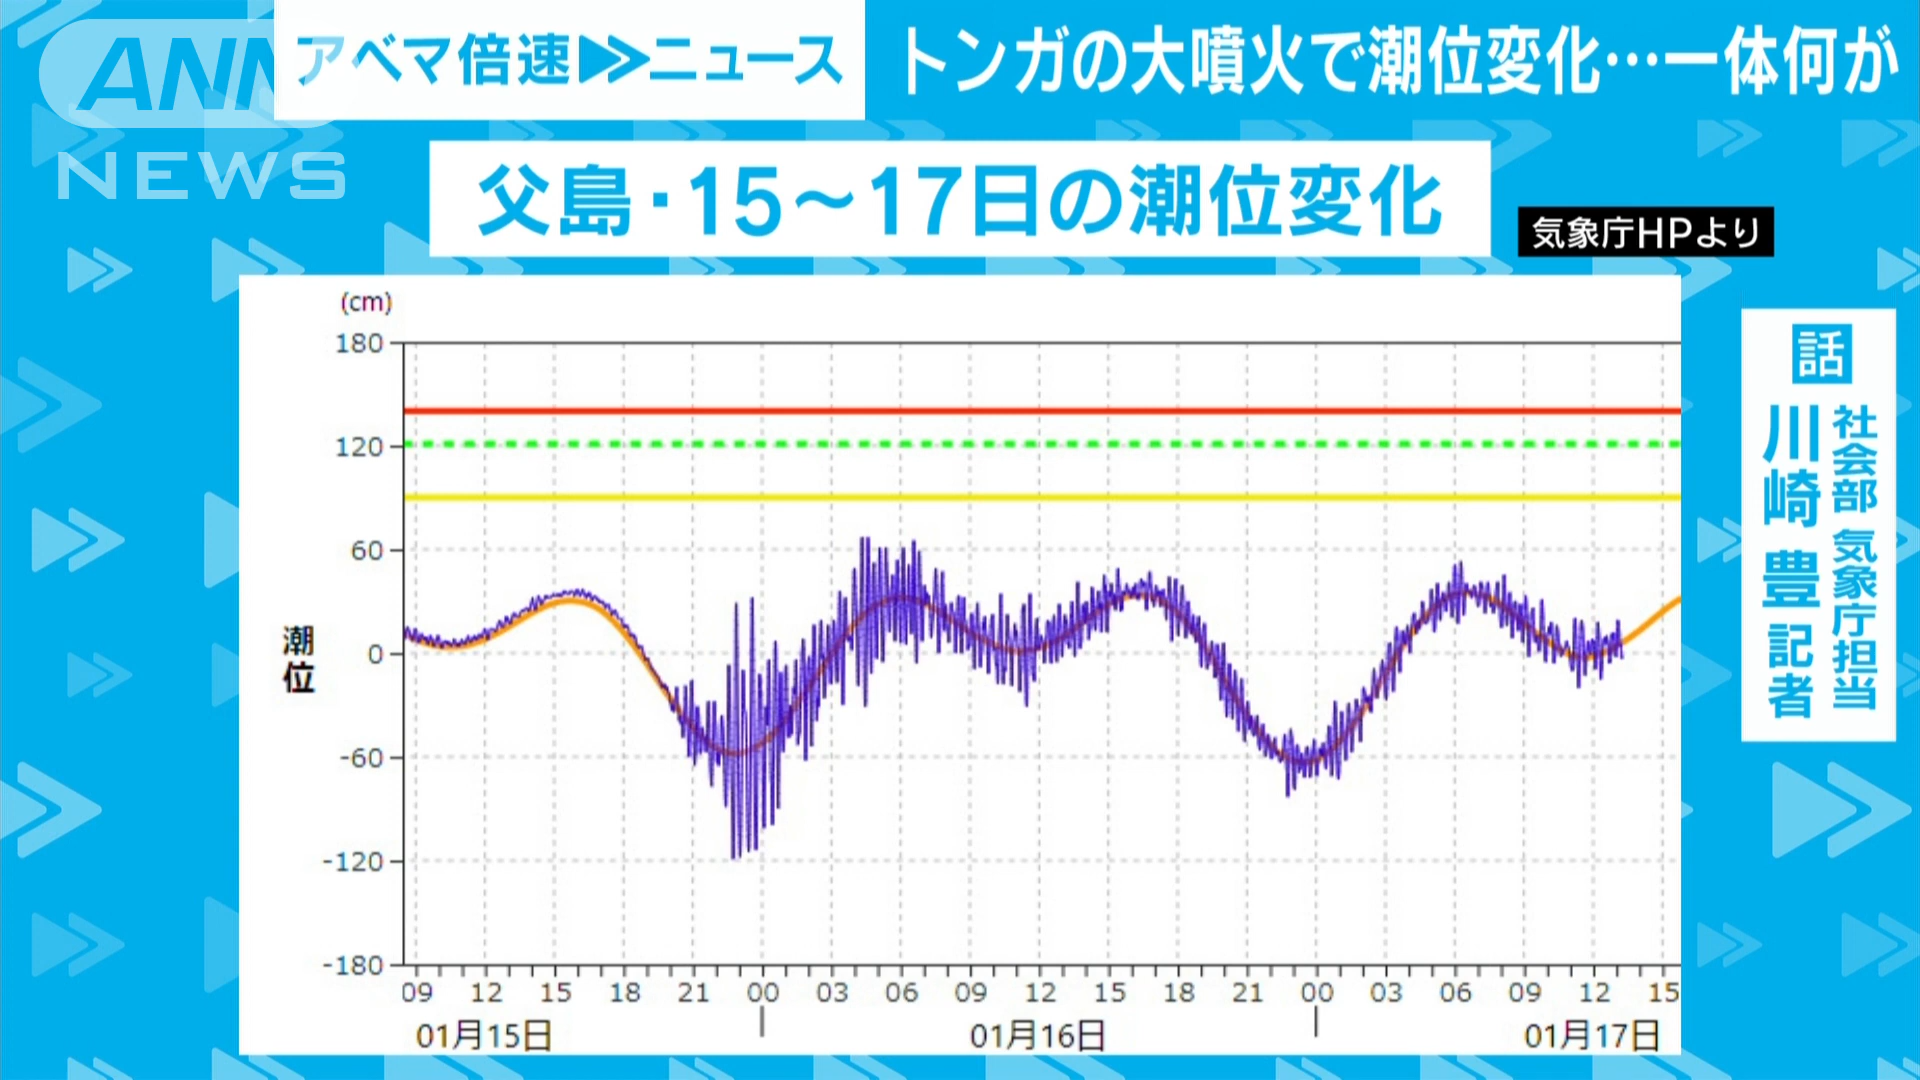 ANN
NEWS
アベマ倍速 ニュース
トンガの大噴火で潮位変化…一体何が
父島・15～17日の潮位変化
気象庁HPより
話
社会部 気象庁担当
川崎 豊 記者
(cm)
180
120
60
0
-60
-120
-180
潮位
09 12 15 18 21 00 03 06 09 12 15 18 21 00 03 06 09 12 15
01月15日 01月16日 01月17日